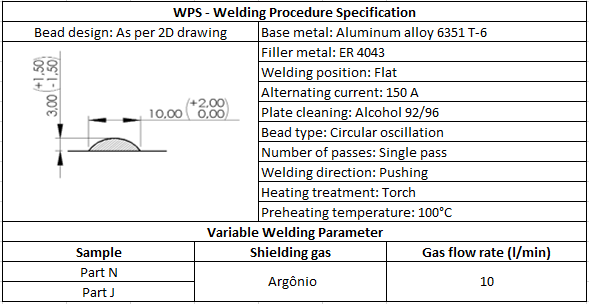 WPS - Welding Procedure Specification
Bead design: As per 2D drawing
Base metal: Aluminum alloy 6351 T-6
Filler metal: ER 4043
Welding position: Flat
Alternating current: 150 A
Plate cleaning: Alcohol 92/96
Bead type: Circular oscillation
Number of passes: Single pass
Welding direction: Pushing
Heating treatment: Torch
Preheating temperature: 100°C
3,00 (+1,50 -1,50)
10,00 (+2,00 0,00)
Variable Welding Parameter
Sample Shielding gas Gas flow rate (l/min)
Part N
Argônio 10
Part J